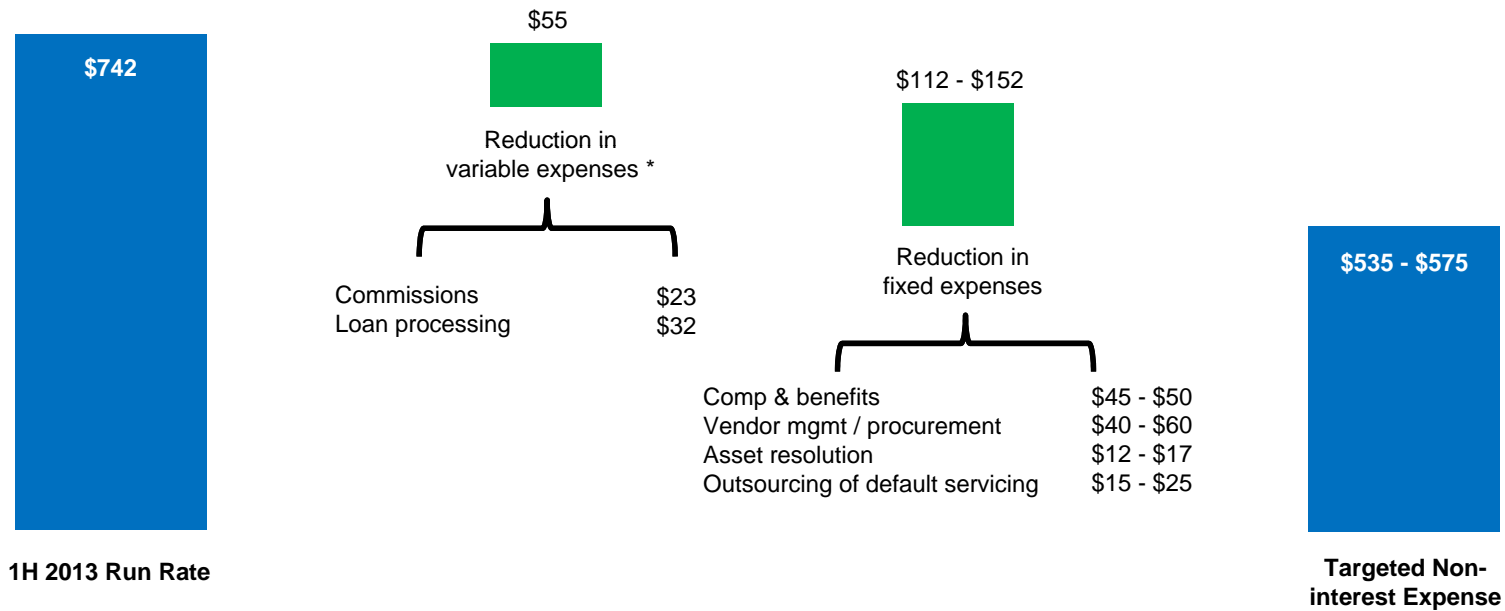 $742
1H 2013 Run Rate
$55
Reduction in
variable expenses *
Commissions $23
Loan processing $32
$112 - $152
Reduction in
fixed expenses
Comp & benefits $45 - $50
Vendor mgmt / procurement $40 - $60
Asset resolution $12 - $17
Outsourcing of default servicing $15 - $25
$535 - $575
Targeted Non-
interest Expense